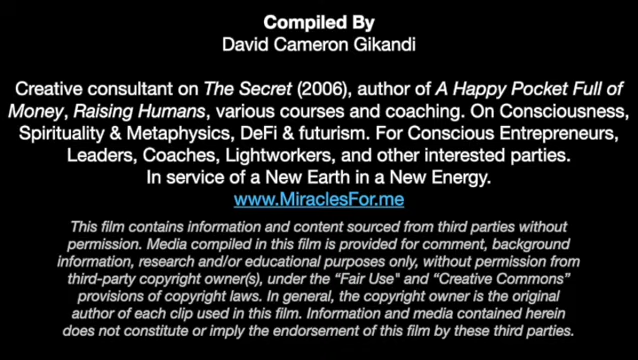 Compiled By
David Cameron Gikandi
Creative consultant on The Secret (2006), author of A Happy Pocket Full of
Money, Raising Humans, various courses and coaching. On Consciousness,
Spirituality & Metaphysics, DeFi & futurism. For Conscious Entrepreneurs,
Leaders, Coaches, Lightworkers, and other interested parties.
In service of a New Earth in a New Energy.
www.MiraclesFor.me
This film contains information and content sourced from third parties without
permission. Media compiled in this film is provided for comment, background
information, research and/or educational purposes only, without permission from
third-party copyright owner(s), under the “Fair Use" and “Creative Commons”
provisions of copyright laws. In general, the copyright owner is the original
author of each clip used in this film. Information and media contained herein
does not constitute or imply the endorsement of this film by these third parties.